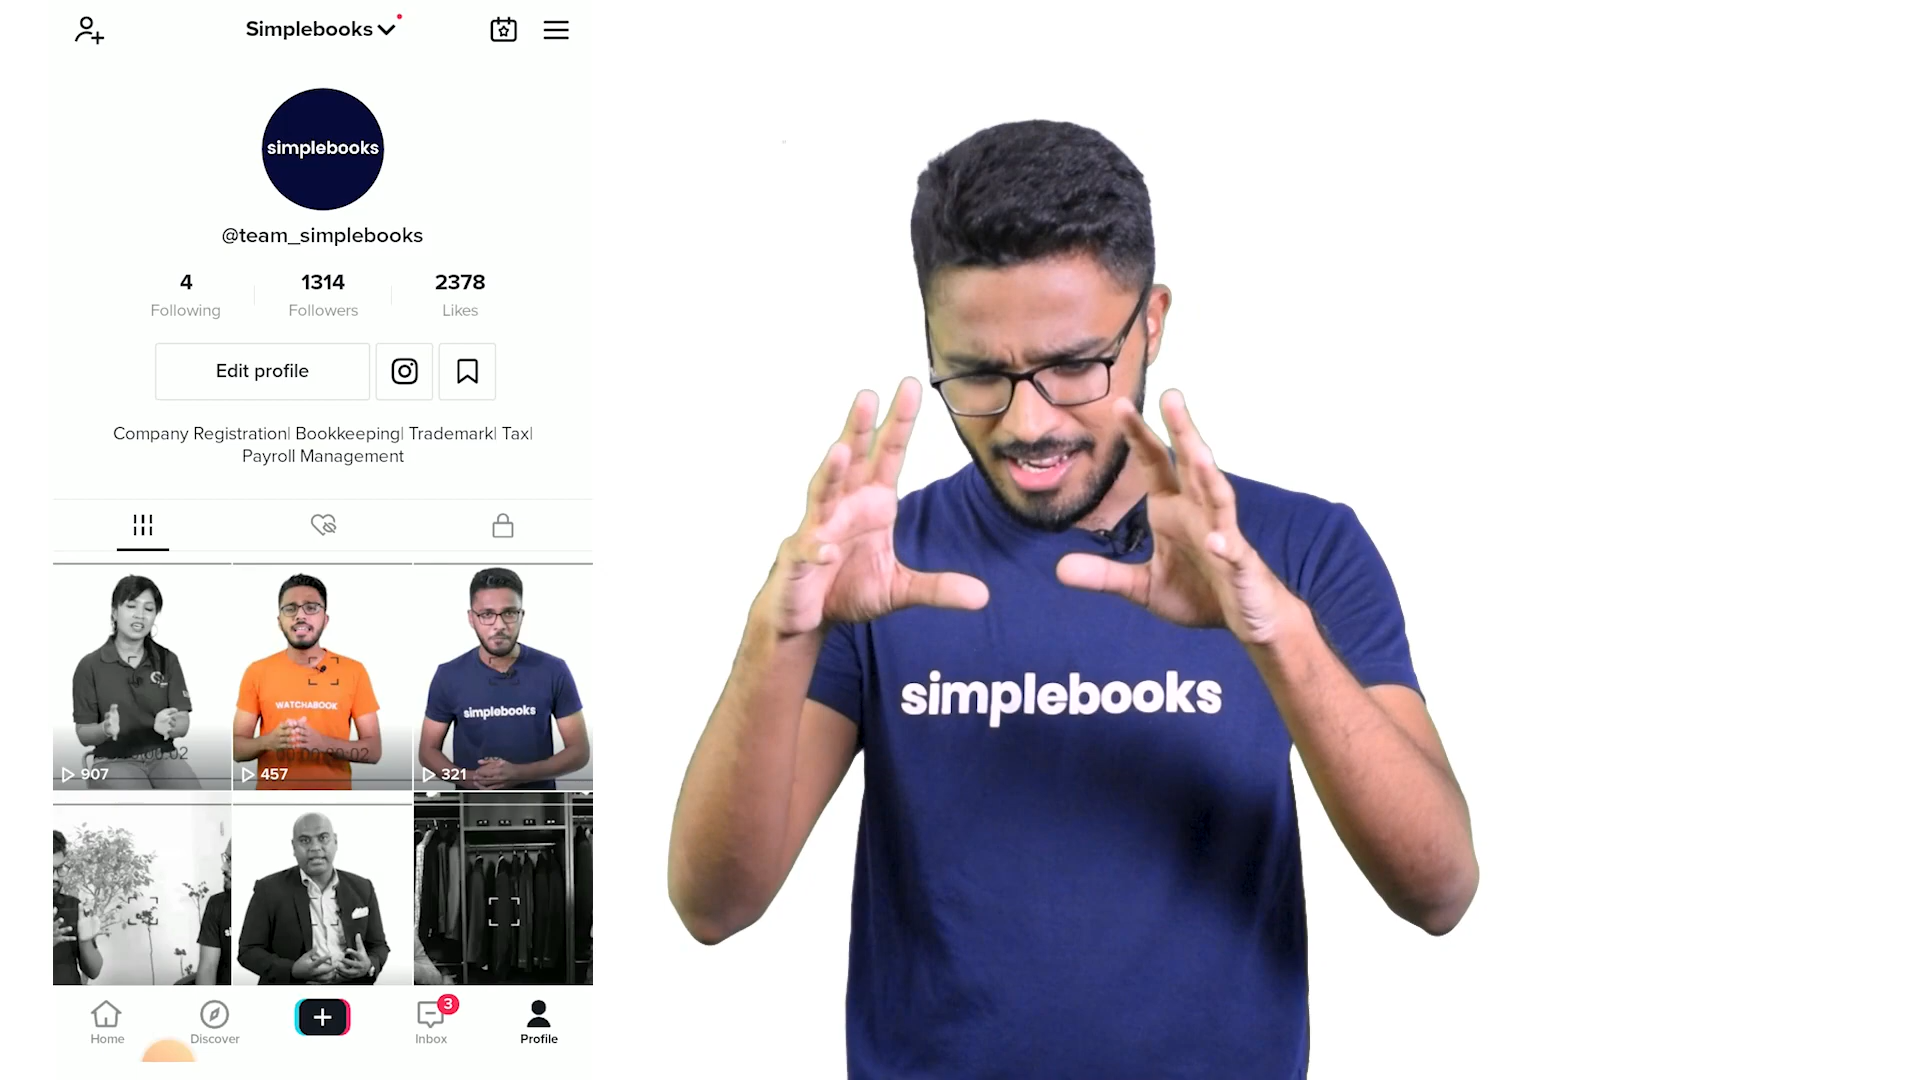 Simplebooks
simplebooks
@team_simplebooks
4
1314
2378
Following
Followers
Likes
Edit profile
Company Registration| Bookkeeping| Trademark| Tax|
Payroll Management
WATCHABOOK
simplebooks
907
457
321
Home
Discover
Inbox
3
Profile
simplebooks